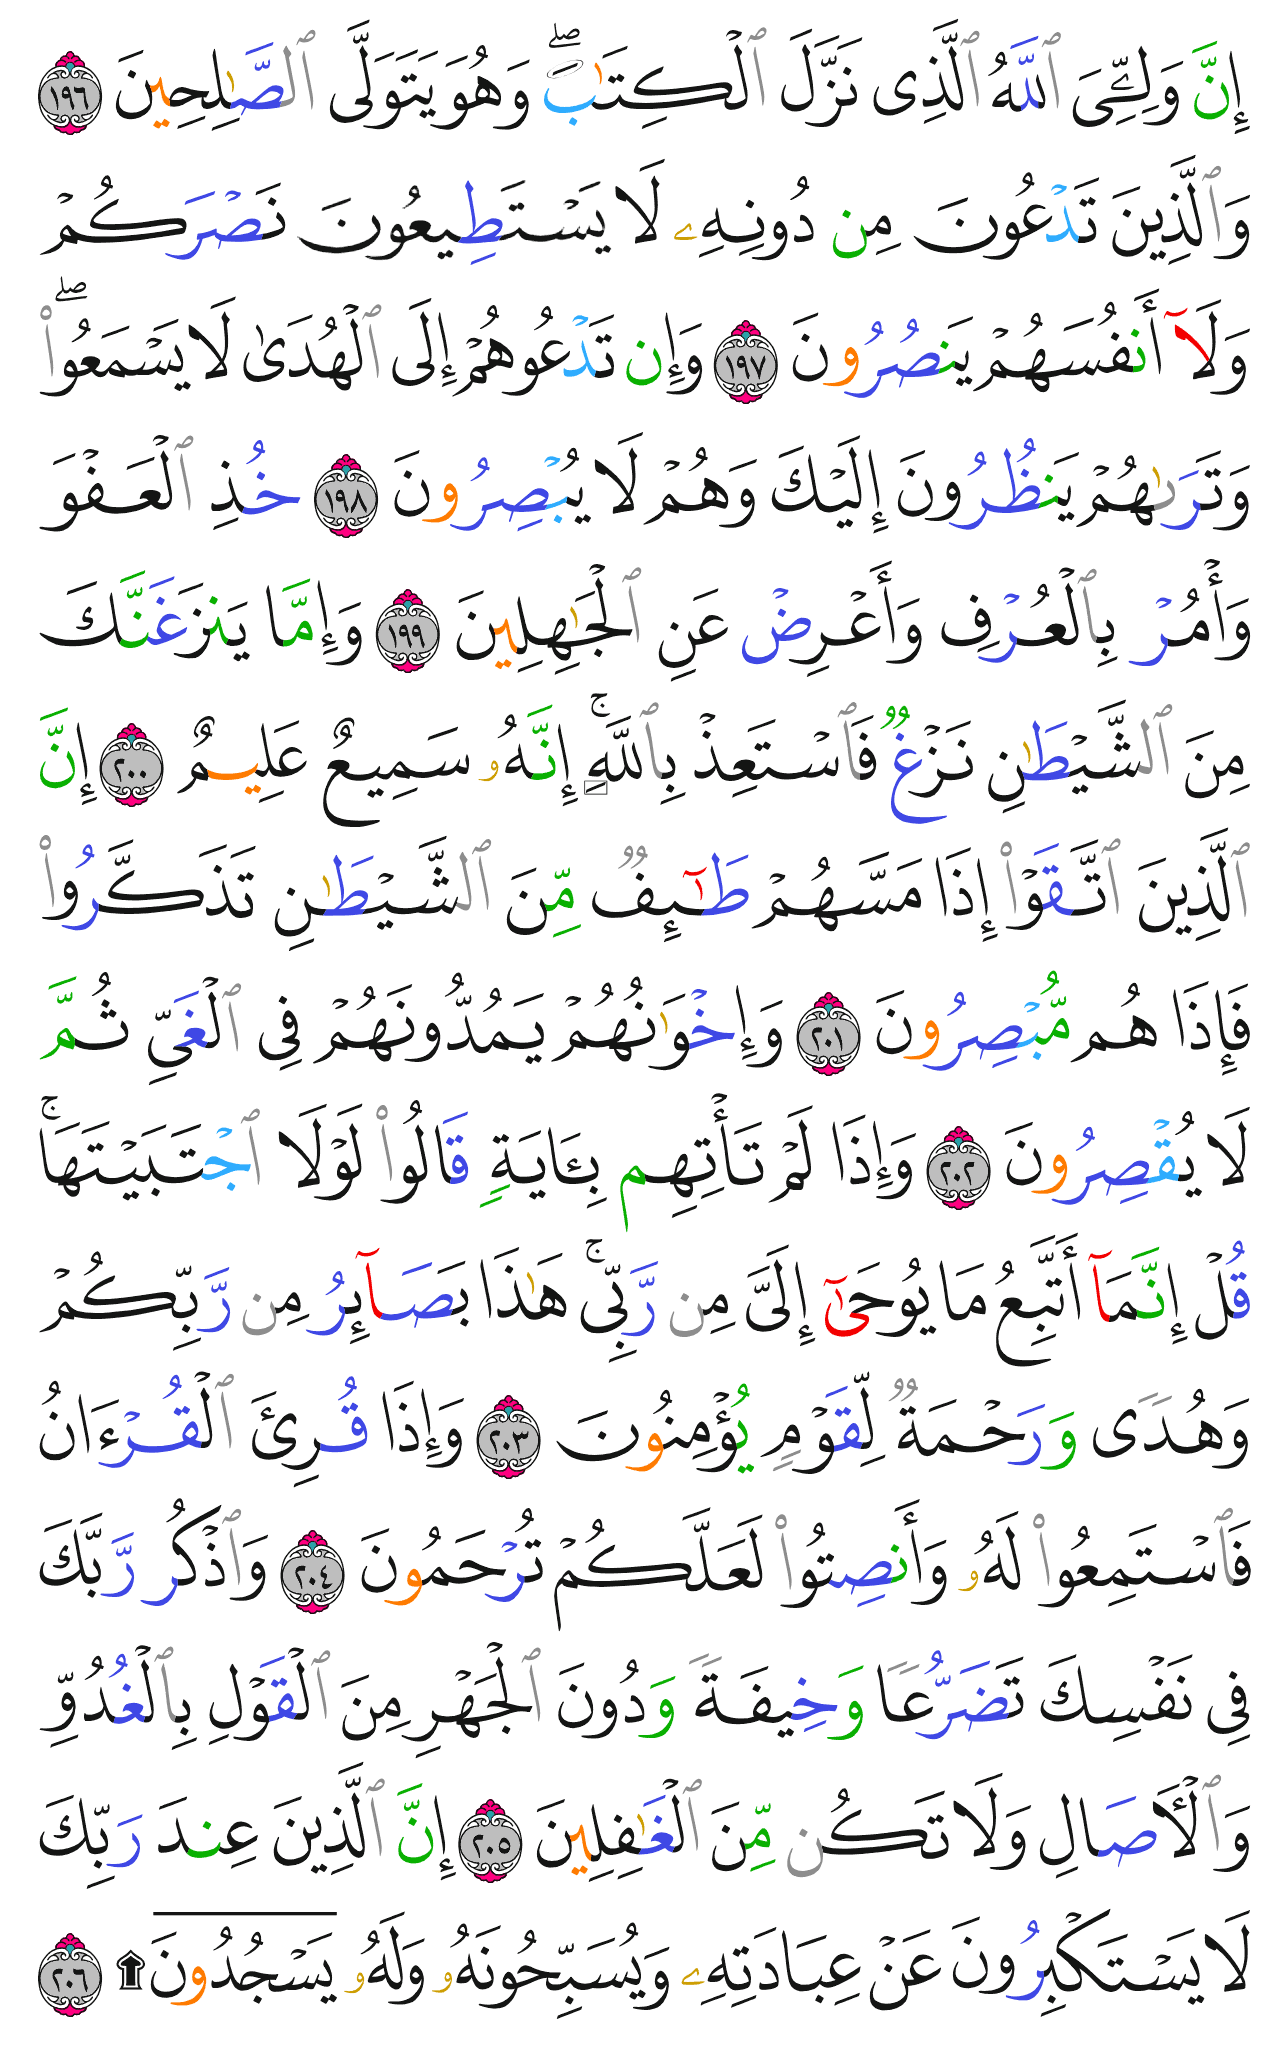 إِنَّ وَلِـِّۧيَ ٱللَّهُ ٱلَّذِى نَزَّلَ ٱلْكِتَـٰبَ ۖ وَهُوَ يَتَوَلَّى ٱلصَّـٰلِحِينَ ١٩٦
وَٱلَّذِينَ تَدْعُونَ مِن دُونِهِۦ لَا يَسْتَطِيعُونَ نَصْرَكُمْ
وَلَآ أَنفُسَهُمْ يَنصُرُونَ ١٩٧ وَإِن تَدْعُوهُمْ إِلَى ٱلْهُدَىٰ لَا يَسْمَعُوا۟ ۖ
وَتَرَىٰهُمْ يَنظُرُونَ إِلَيْكَ وَهُمْ لَا يُبْصِرُونَ ١٩٨ خُذِ ٱلْعَفْوَ
وَأْمُرْ بِٱلْعُرْفِ وَأَعْرِضْ عَنِ ٱلْجَـٰهِلِينَ ١٩٩ وَإِمَّا يَنزَغَنَّكَ
مِنَ ٱلشَّيْطَـٰنِ نَزْغٌ فَٱسْتَعِذْ بِٱللَّهِ ۚ إِنَّهُۥ سَمِيعٌ عَلِيمٌ ٢٠٠ إِنَّ
ٱلَّذِينَ ٱتَّقَوْا۟ إِذَا مَسَّهُمْ طَـٰٓئِفٌ مِّنَ ٱلشَّيْطَـٰنِ تَذَكَّرُوا۟
فَإِذَا هُم مُّبْصِرُونَ ٢٠١ وَإِخْوَٰنُهُمْ يَمُدُّونَهُمْ فِى ٱلْغَىِّ ثُمَّ
لَا يُقْصِرُونَ ٢٠٢ وَإِذَا لَمْ تَأْتِهِم بِـَٔايَةٍ قَالُوا۟ لَوْلَا ٱجْتَبَيْتَهَا ۚ
قُلْ إِنَّمَآ أَتَّبِعُ مَا يُوحَىٰٓ إِلَىَّ مِن رَّبِّى ۚ هَـٰذَا بَصَآئِرُ مِن رَّبِّكُمْ
وَهُدًى وَرَحْمَةٌ لِّقَوْمٍ يُؤْمِنُونَ ٢٠٣ وَإِذَا قُرِئَ ٱلْقُرْءَانُ
فَٱسْتَمِعُوا۟ لَهُۥ وَأَنصِتُوا۟ لَعَلَّكُمْ تُرْحَمُونَ ٢٠٤ وَٱذْكُر رَّبَّكَ
فِى نَفْسِكَ تَضَرُّعًا وَخِيفَةً وَدُونَ ٱلْجَهْرِ مِنَ ٱلْقَوْلِ بِٱلْغُدُوِّ
وَٱلْـَٔاصَالِ وَلَا تَكُن مِّنَ ٱلْغَـٰفِلِينَ ٢٠٥ إِنَّ ٱلَّذِينَ عِندَ رَبِّكَ
لَا يَسْتَكْبِرُونَ عَنْ عِبَادَتِهِۦ وَيُسَبِّحُونَهُۥ وَلَهُۥ يَسْجُدُونَ ۩ ٢٠٦